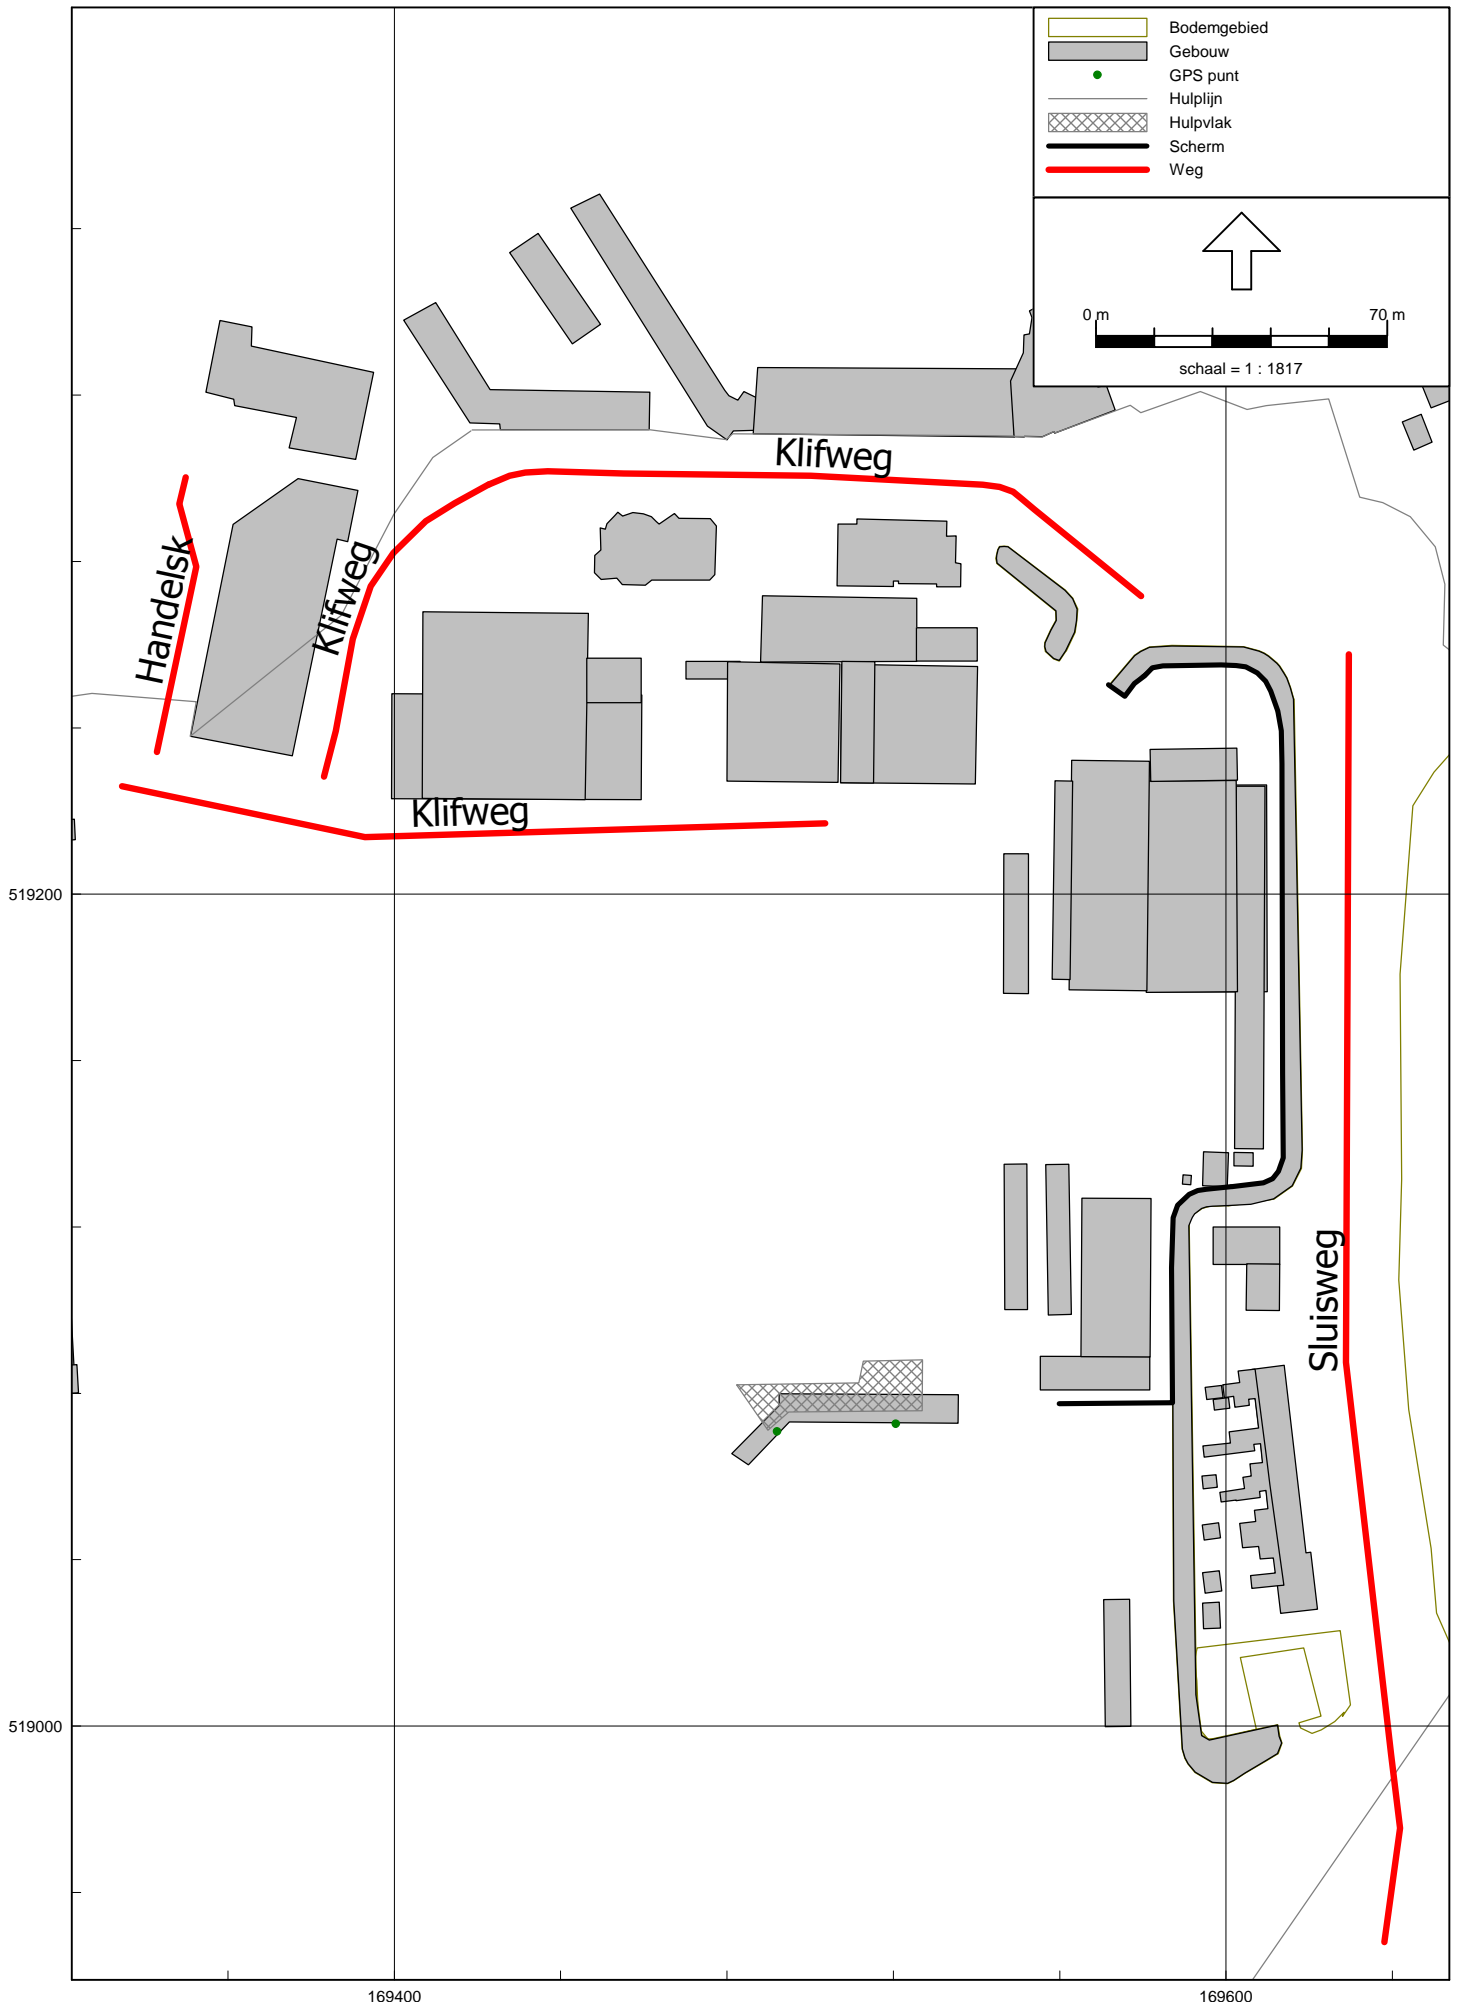 Bodemgebied
Gebouw
GPS punt
Hulplijn
Hulpvlak
Scherm
Weg
0 m 70 m
schaal = 1 : 1817
Klifweg
Handelsk
Klifweg
Klifweg
519200
Sluisweg
519000
169400 169600